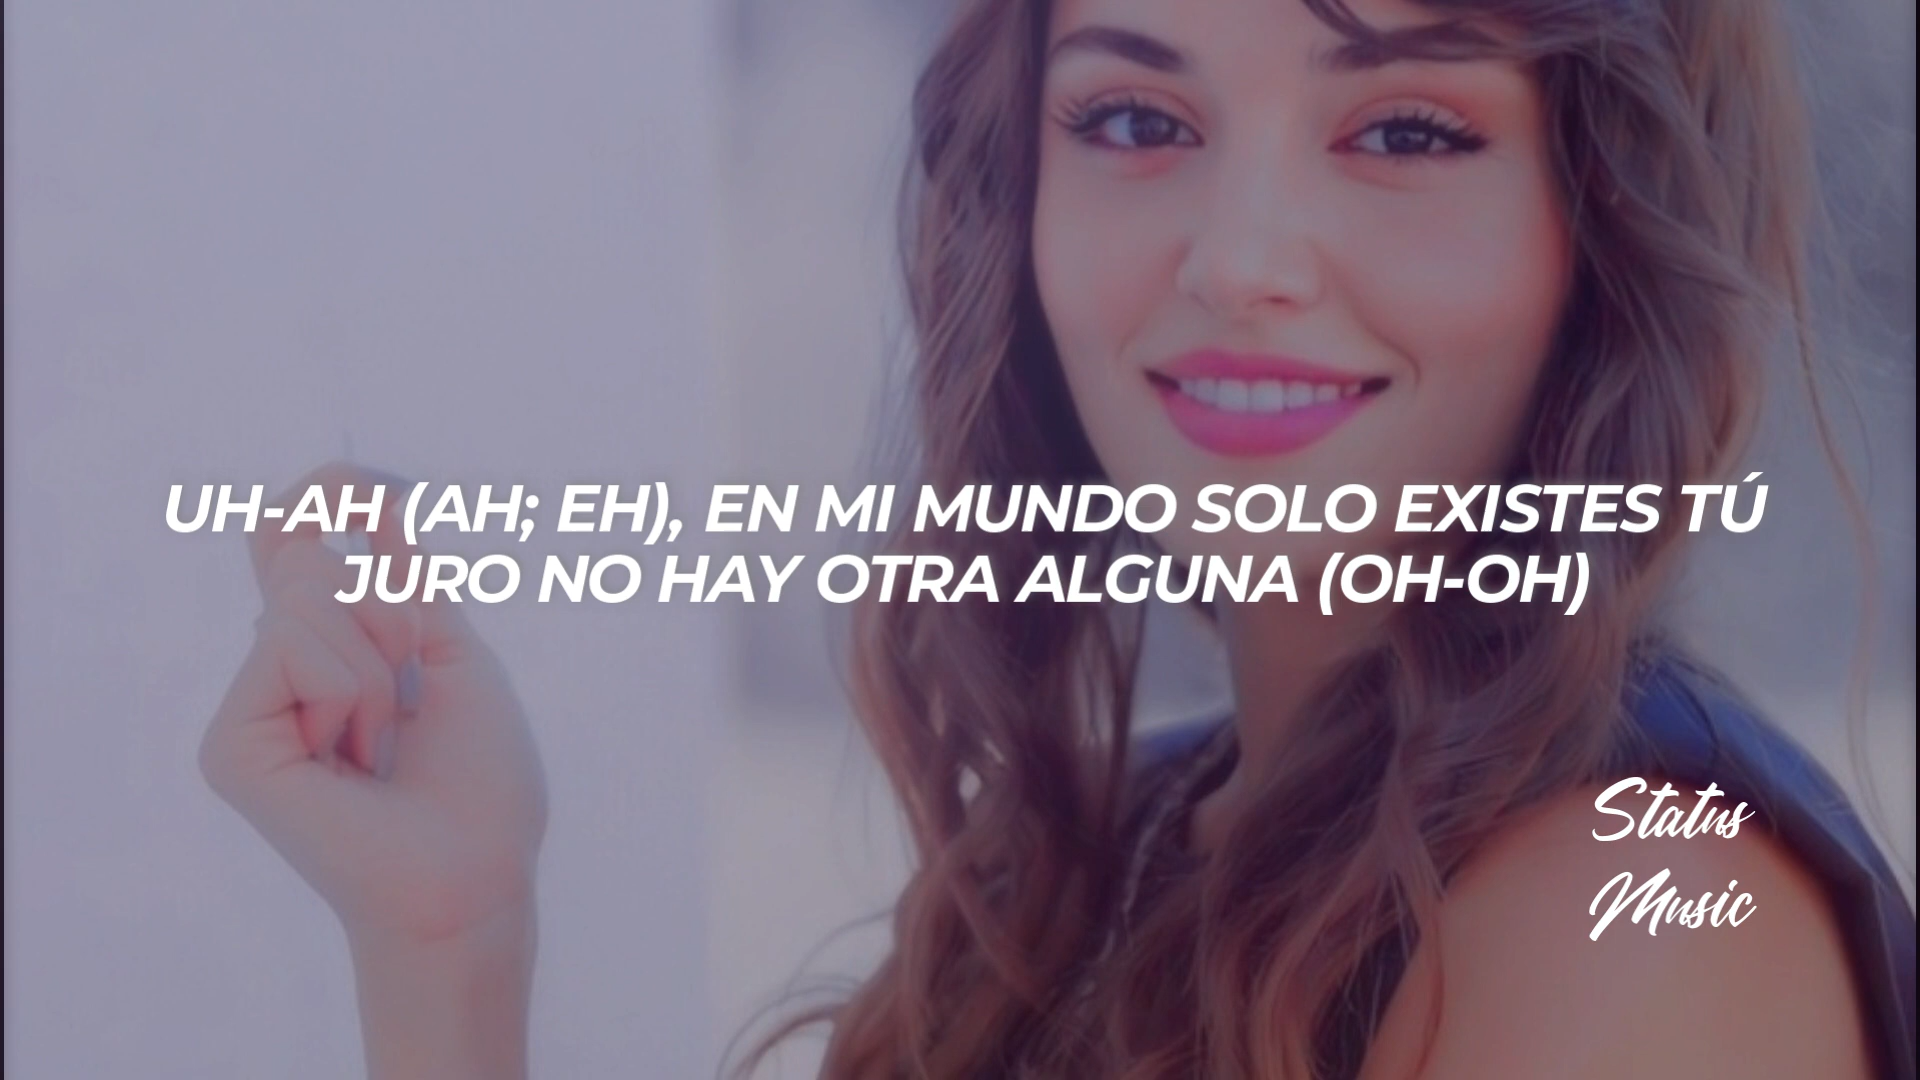 UH-AH (AH; EH), EN MI MUNDO SOLO EXISTES TÚ
JURO NO HAY OTRA ALGUNA (OH-OH)
Status
Music